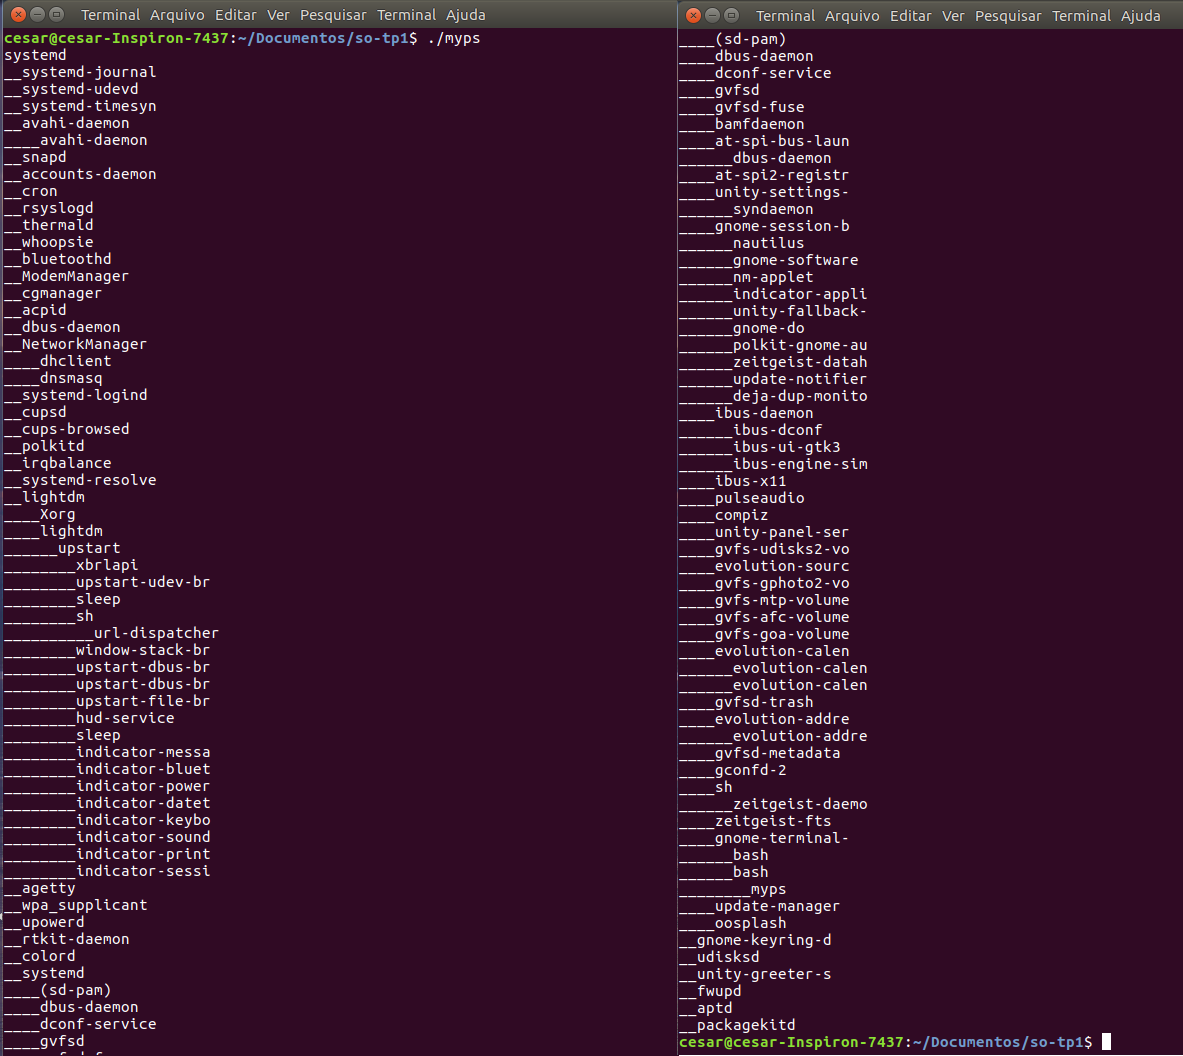 Terminal Arquivo Editar Ver Pesquisar Terminal Ajuda
cesar@cesar-Inspiron-7437:~/Documentos/so-tp1$ ./myps
systemd
__systemd-journal
__systemd-udevd
__systemd-timesyn
__avahi-daemon
____avahi-daemon
__snapd
__accounts-daemon
__cron
__rsyslogd
__thermald
__whoopsie
__bluetoothd
__ModemManager
__cgmanager
__acpid
__dbus-daemon
__NetworkManager
____dhclient
____dnsmasq
__systemd-logind
__cupsd
__cups-browsed
__polkitd
__irqbalance
__systemd-resolve
__lightdm
____Xorg
____lightdm
______upstart
________xbrlapi
________upstart-udev-br
________sleep
________sh
__________url-dispatcher
________window-stack-br
________upstart-dbus-br
________upstart-dbus-br
________upstart-file-br
________hud-service
________sleep
________indicator-messa
________indicator-bluet
________indicator-power
________indicator-datet
________indicator-keybo
________indicator-sound
________indicator-print
________indicator-sessi
__agetty
__wpa_supplicant
__upowerd
__rtkit-daemon
__colord
__systemd
____(sd-pam)
____dbus-daemon
____dconf-service
____gvfsd
Terminal Arquivo Editar Ver Pesquisar Terminal Ajuda
____(sd-pam)
____dbus-daemon
____dconf-service
____gvfsd
____gvfsd-fuse
____bamfdaemon
____at-spi-bus-laun
______dbus-daemon
____at-spi2-registr
____unity-settings-
______syndaemon
____gnome-session-b
______nautilus
______gnome-software
______nm-applet
______indicator-appli
______unity-fallback-
______gnome-do
______polkit-gnome-au
______zeitgeist-datah
______update-notifier
______deja-dup-monito
____ibus-daemon
______ibus-dconf
______ibus-ui-gtk3
______ibus-engine-sim
____ibus-x11
____pulseaudio
____compiz
____unity-panel-ser
____gvfs-udisks2-vo
____evolution-sourc
____gvfs-gphoto2-vo
____gvfs-mtp-volume
____gvfs-afc-volume
____gvfs-goa-volume
____evolution-calen
______evolution-calen
______evolution-calen
____gvfsd-trash
____evolution-addre
______evolution-addre
____gvfsd-metadata
____gconfd-2
____sh
______zeitgeist-daemo
____zeitgeist-fts
____gnome-terminal-
______bash
______bash
________myps
____update-manager
____oosplash
__gnome-keyring-d
__udisksd
__unity-greeter-s
__fwupd
__aptd
__packagekitd
cesar@cesar-Inspiron-7437:~/Documentos/so-tp1$